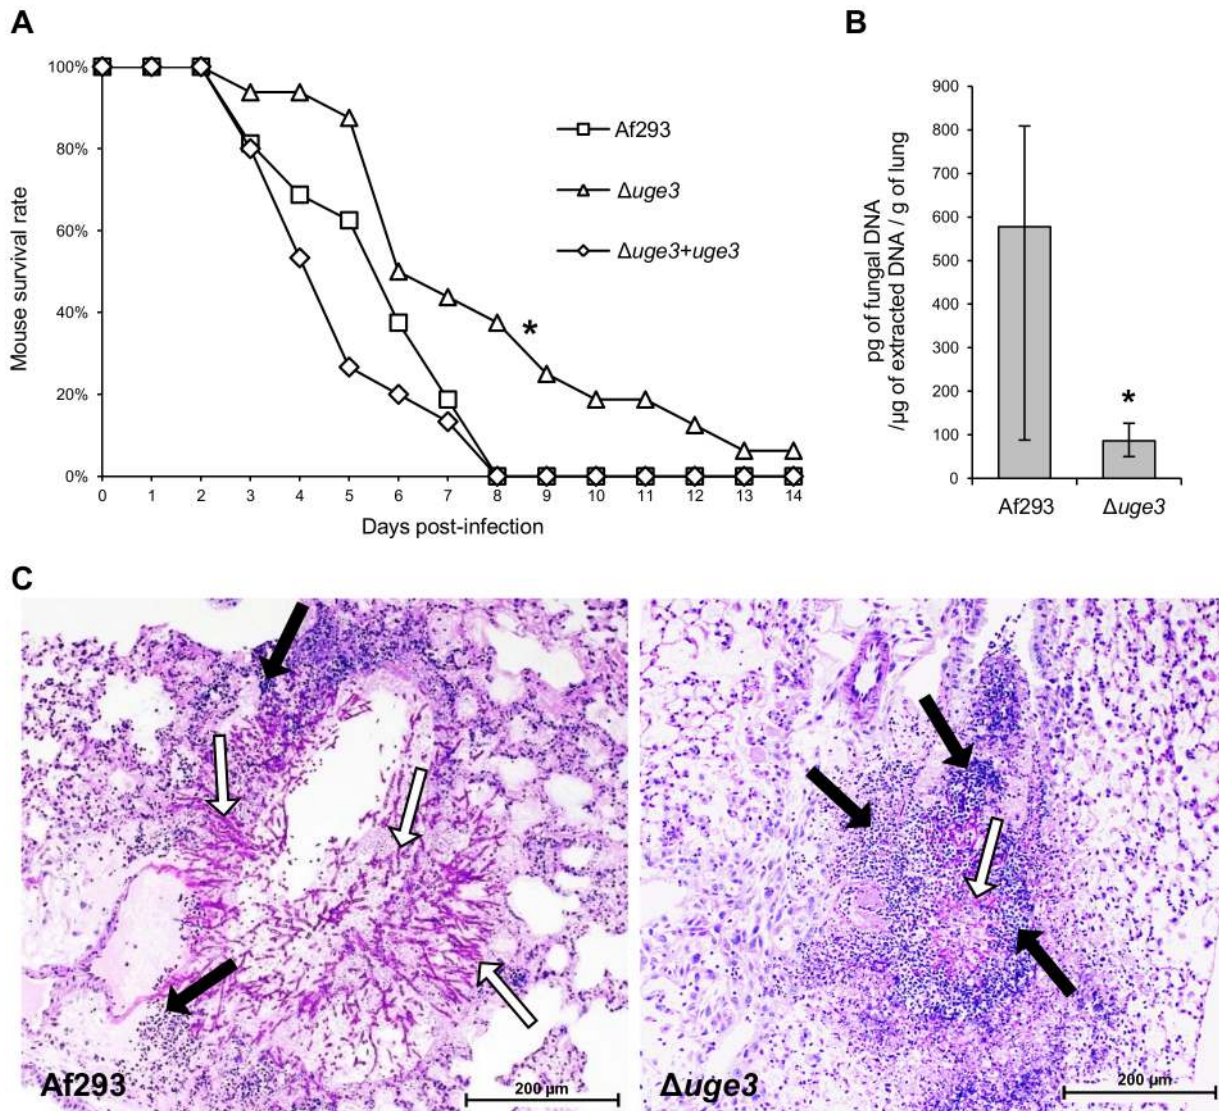 A
Mouse survival rate
100%
80%
60%
40%
20%
0%
0 1 2 3 4 5 6 7 8 9 10 11 12 13 14
Days post-infection
Af293
Δuge3
Δuge3+uge3
*
B
pg of fungal DNA
/µg of extracted DNA / g of lung
900
800
700
600
500
400
300
200
100
0
*
Af293 Δuge3
C
Af293
200 µm
Δuge3
200 µm